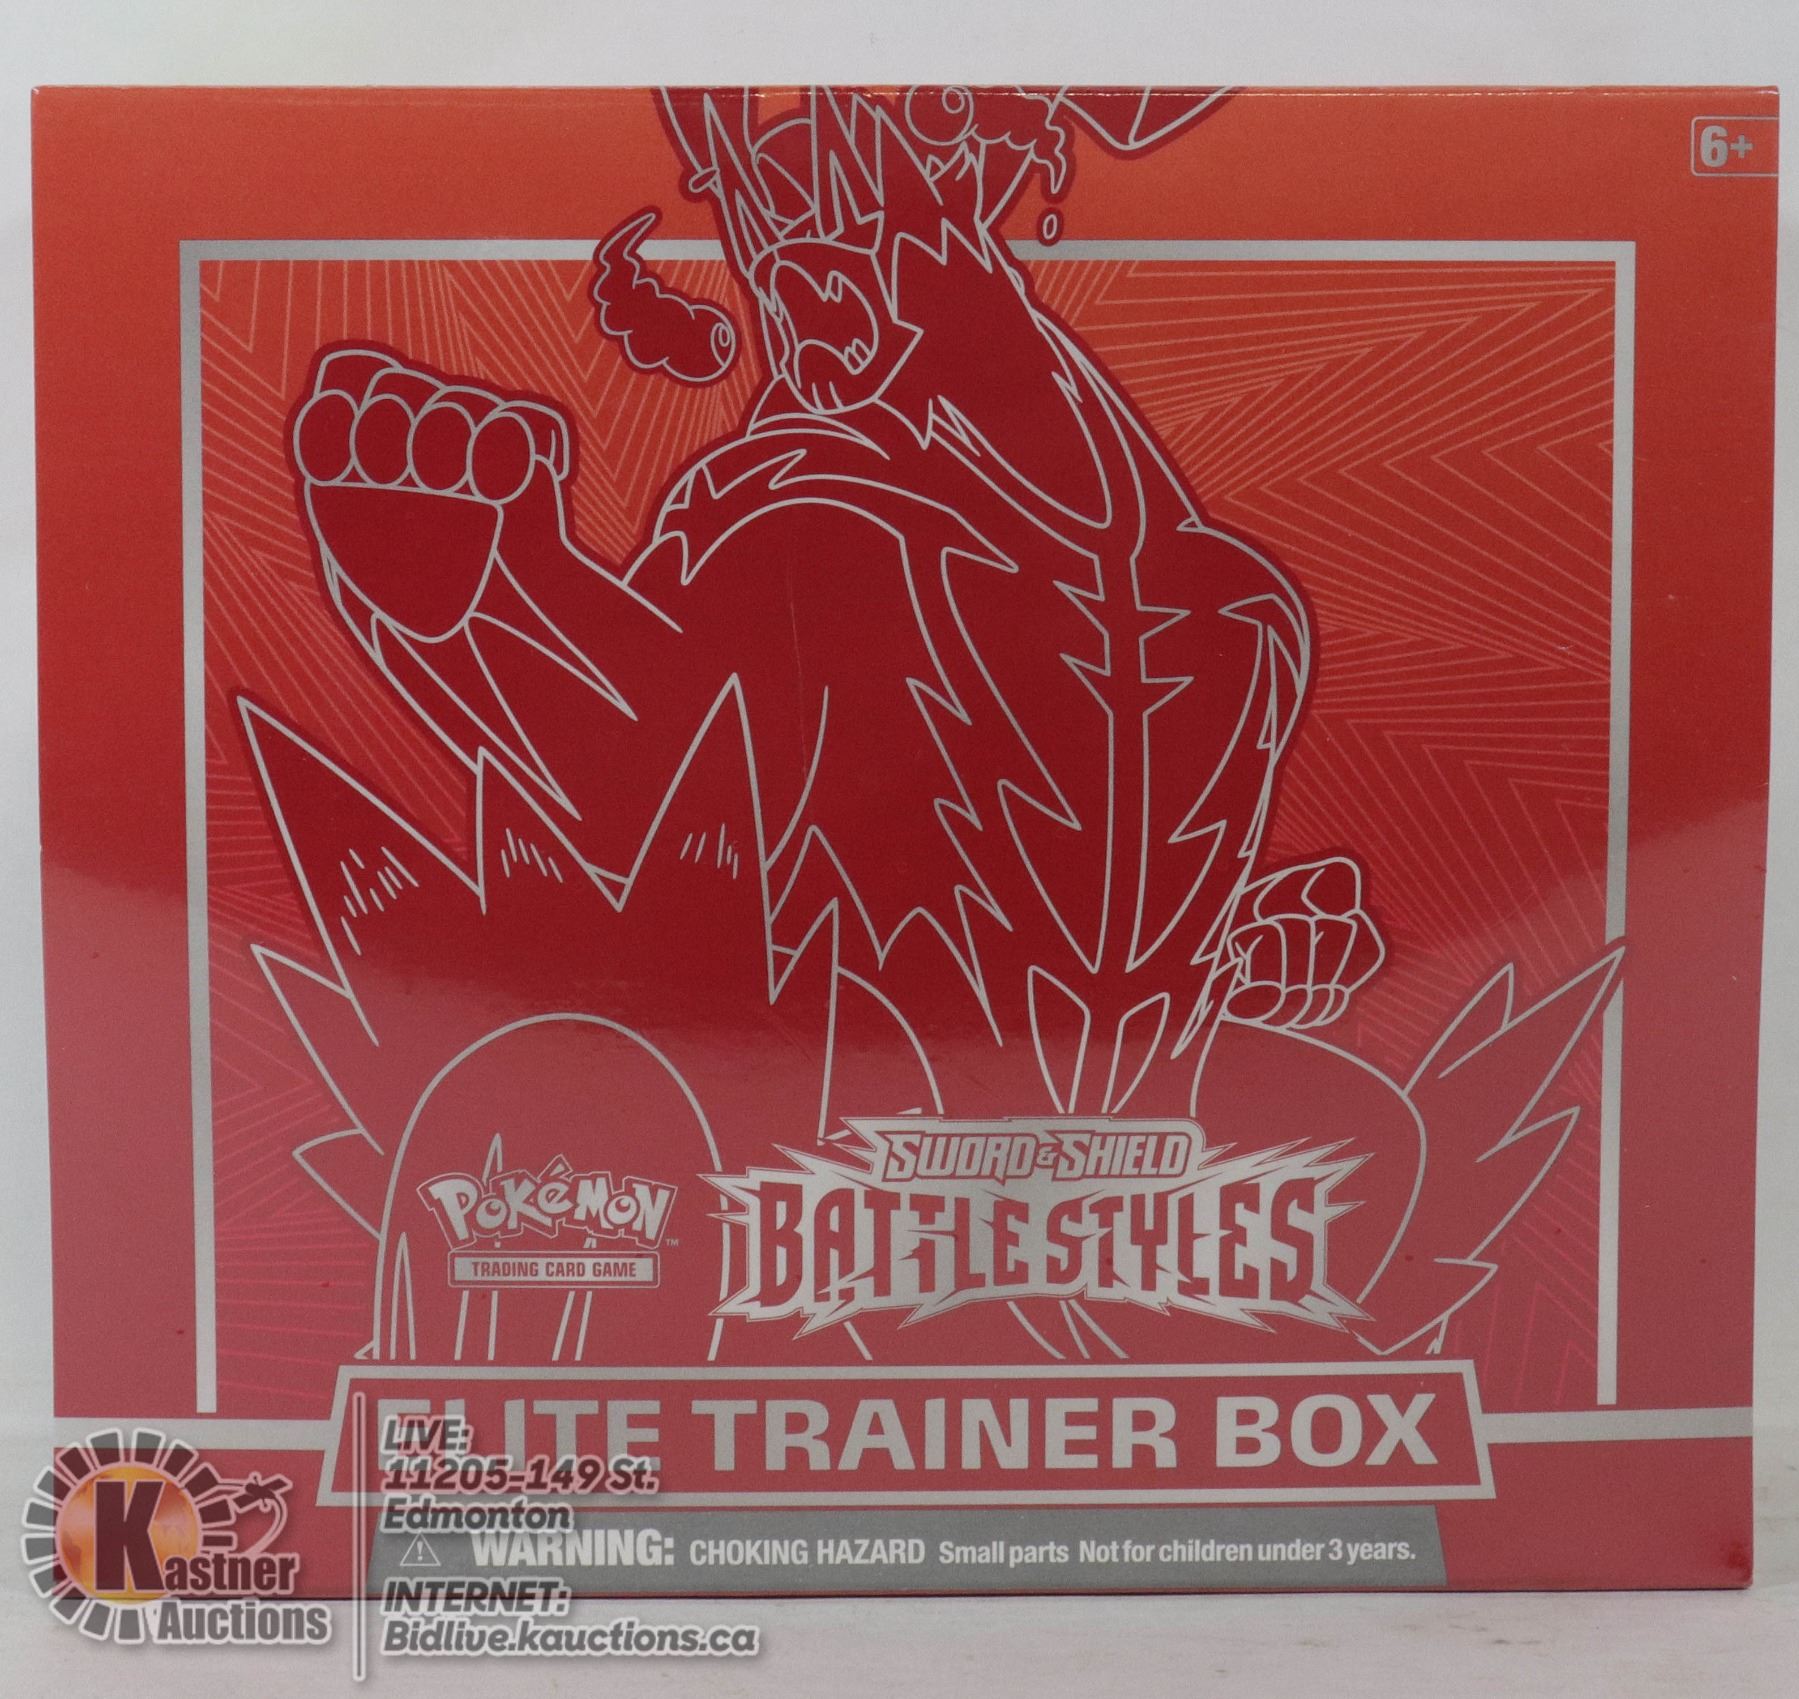 6+
SWORD & SHIELD
POKéMON™
BATTLE STYLES
TRADING CARD GAME
ELITE TRAINER BOX
WARNING: CHOKING HAZARD Small parts Not for children under 3 years.
Kastner
Auctions
LIVE:
11205-149 St.
Edmonton
INTERNET:
Bidlive.kauctions.ca